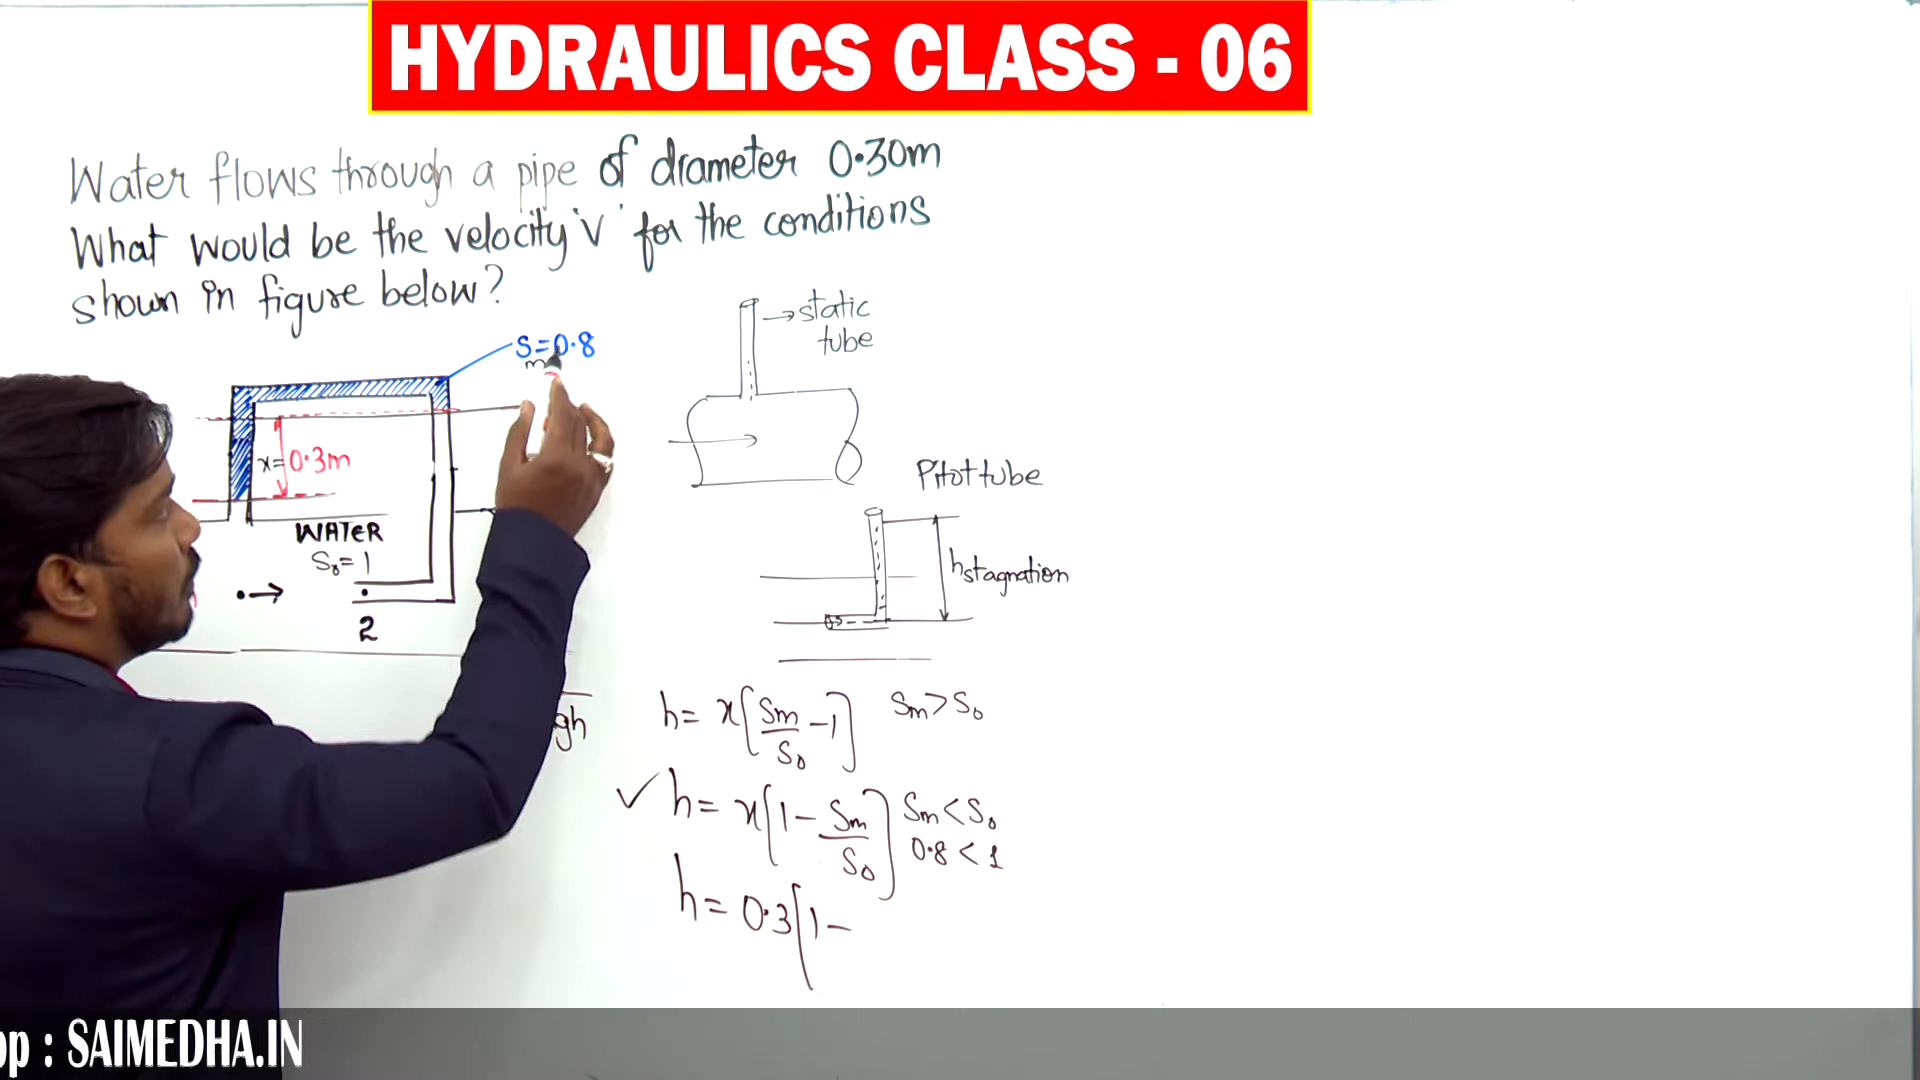 HYDRAULICS CLASS - 06
Water flows through a pipe of diameter 0.30m
What would be the velocity 'V' for the conditions
shown in figure below?
S=0.8
m
x=0.3m
WATER
S₀=1
2
→static
tube
Pitot tube
hstagnation
gh
h= x[Sm/S₀ -1] Sm>S₀
✓ h= x[1- Sm/S₀] Sm<S₀
0.8<1
h= 0.3[1-
pp : SAIMEDHA.IN